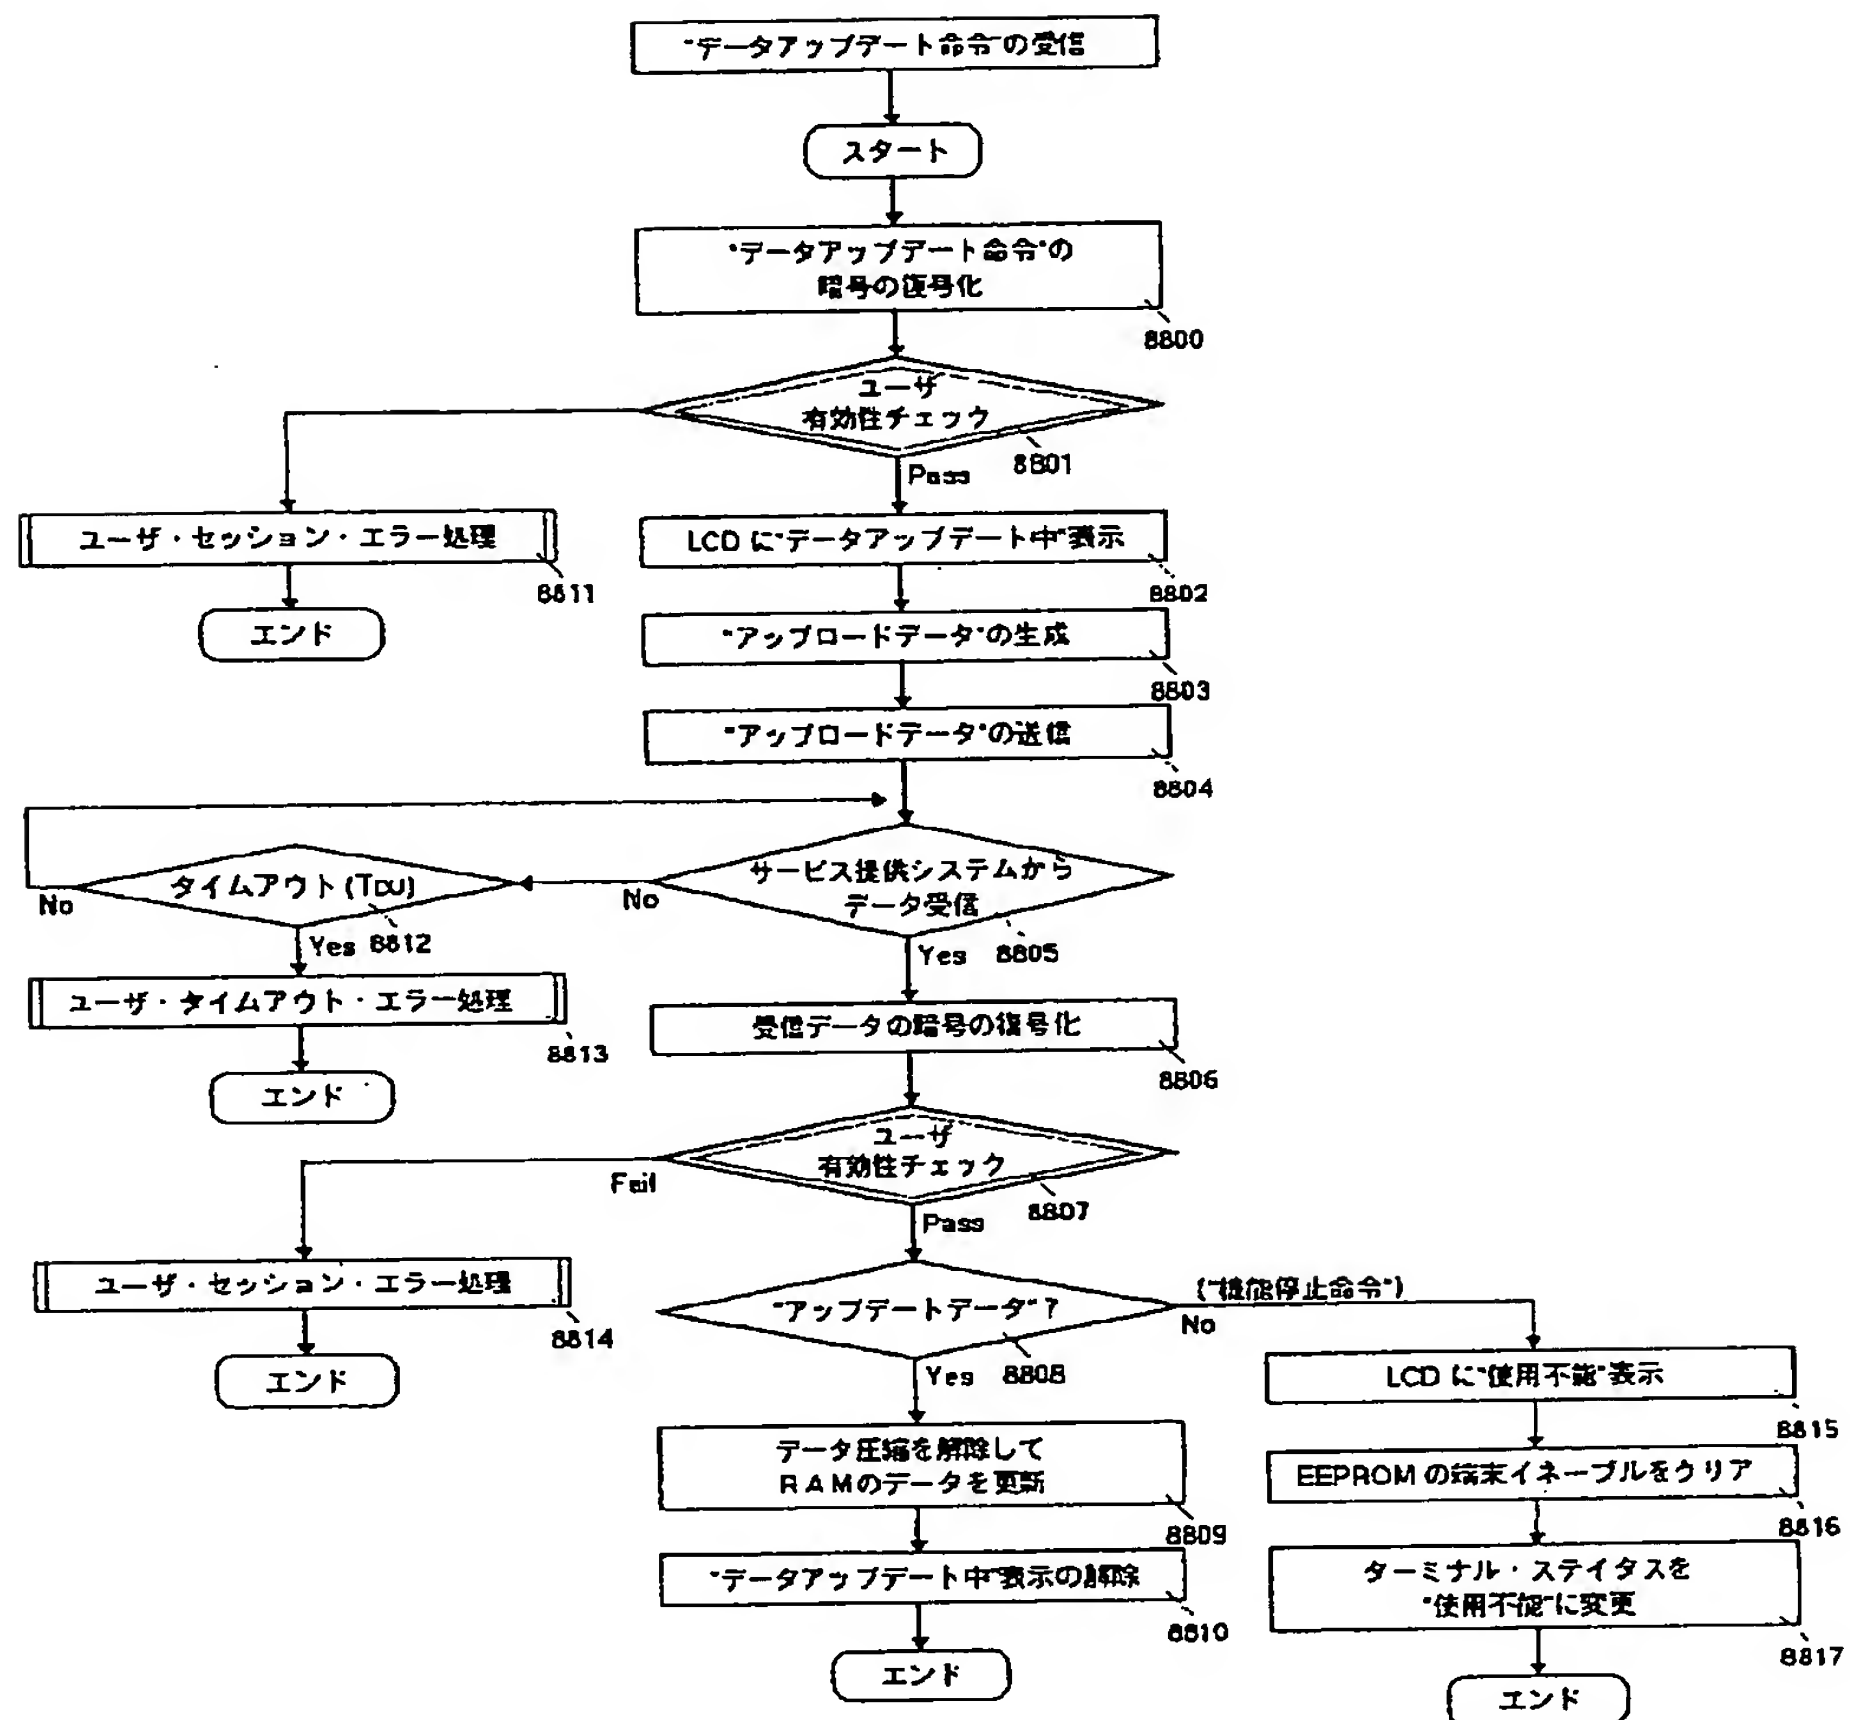 "データアップデート命令"の受信
スタート
"データアップデート命令"の
暗号の復号化
8800
ユーザ
有効性チェック
8801
Pass
ユーザ・セッション・エラー処理
8811
エンド
LCD に"データアップデート中"表示
8802
"アップロードデータ"の生成
8803
"アップロードデータ"の送信
8804
サービス提供システムから
データ受信
8805
No
Yes
タイムアウト(TDU)
8812
No
Yes
ユーザ・タイムアウト・エラー処理
8813
エンド
受信データの暗号の復号化
8806
ユーザ
有効性チェック
8807
Fail
Pass
ユーザ・セッション・エラー処理
8814
エンド
"アップデートデータ"?
8808
("機能停止命令")
No
Yes
LCD に"使用不能"表示
8815
データ圧縮を解除して
RAMのデータを更新
8809
EEPROM の端末イネーブルをクリア
8816
"データアップデート中"表示の解除
8810
ターミナル・ステイタスを
"使用不能"に変更
8817
エンド
エンド